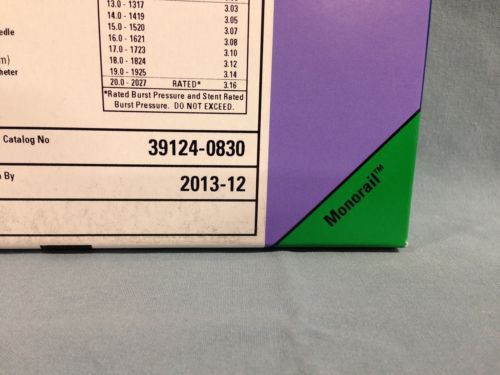 13.0 - 1317
3.03
14.0 - 1419
3.05
15.0 - 1520
3.07
16.0 - 1621
3.08
17.0 - 1723
3.10
18.0 - 1824
3.12
19.0 - 1925
3.14
20.0 - 2027 RATED*
3.16
*Rated Burst Pressure and Stent Rated
Burst Pressure. DO NOT EXCEED.
Catalog No
39124-0830
By
2013-12
Monorail™